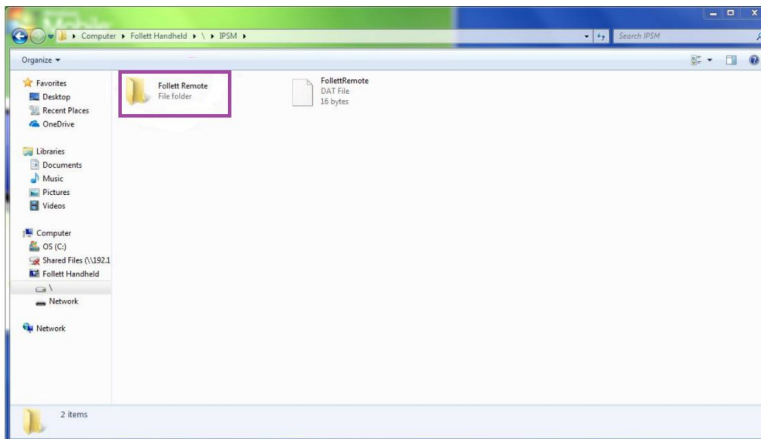 Computer ▸ Follett Handheld ▸ \ ▸ IPSM ▸
Search IPSM
Organize
Favorites
Desktop
Recent Places
OneDrive
Libraries
Documents
Music
Pictures
Videos
Computer
OS (C:)
Shared Files (\\192.1
Follett Handheld
\
Network
Network
Follett Remote
File folder
FollettRemote
DAT File
16 bytes
2 items